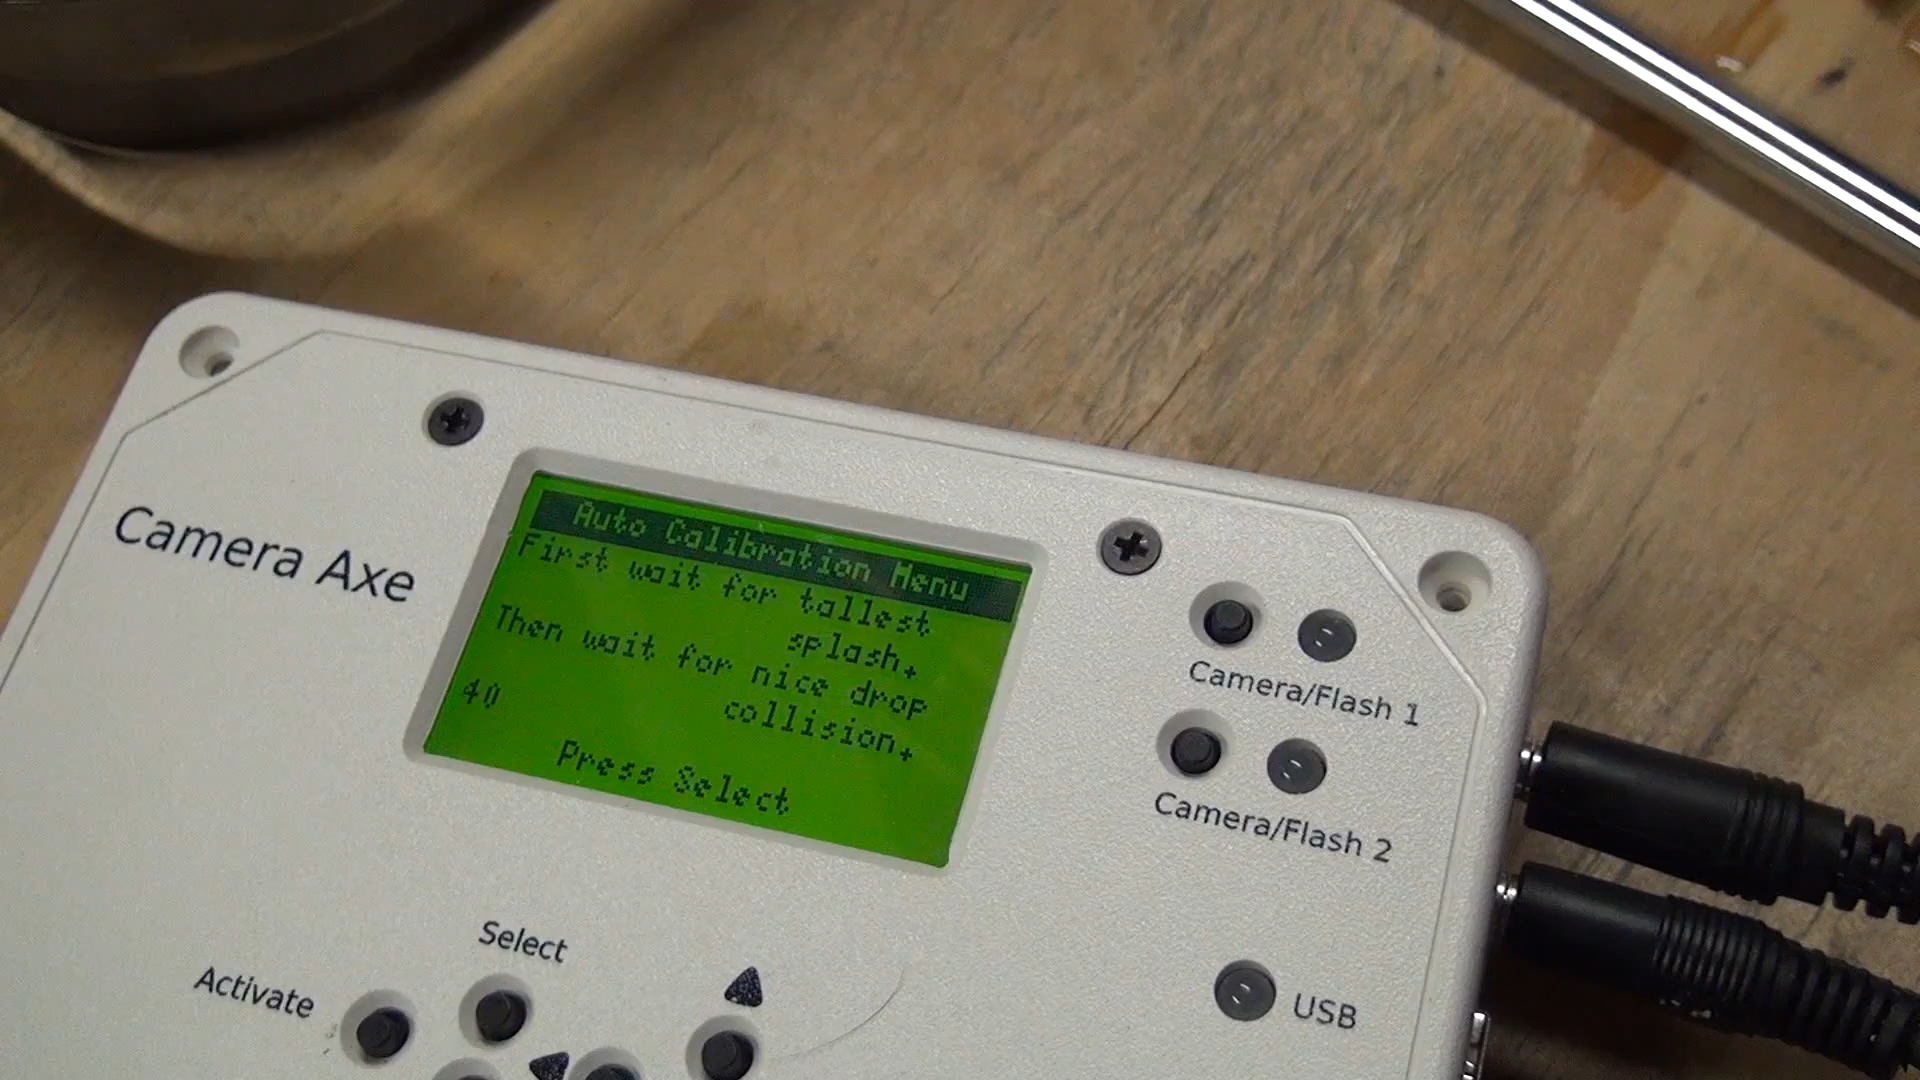 Camera Axe
Auto Calibration Menu
First wait for tallest
splash.
Then wait for nice drop
collision.
40
Press Select
Camera/Flash 1
Camera/Flash 2
Select
Activate
USB